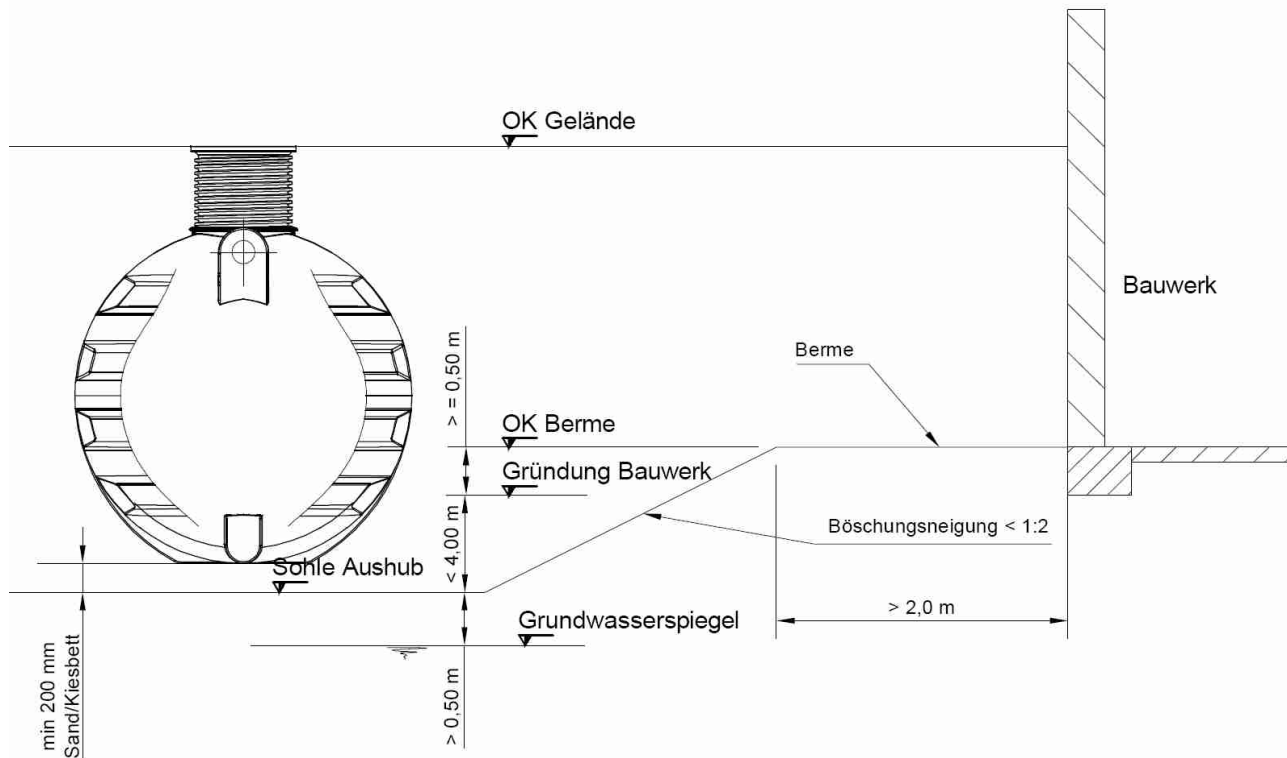 OK Gelände
Bauwerk
Berme
> = 0,50 m
OK Berme
Gründung Bauwerk
Böschungsneigung < 1:2
< 4,00 m
Sohle Aushub
> 2,0 m
Grundwasserspiegel
min 200 mm
Sand/Kiesbett
> 0,50 m